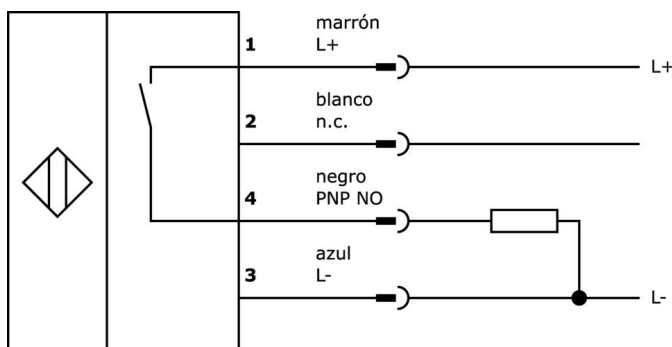 marrón
1
L+
L+
blanco
2
n.c.
negro
4
PNP NO
azul
3
L-
L-